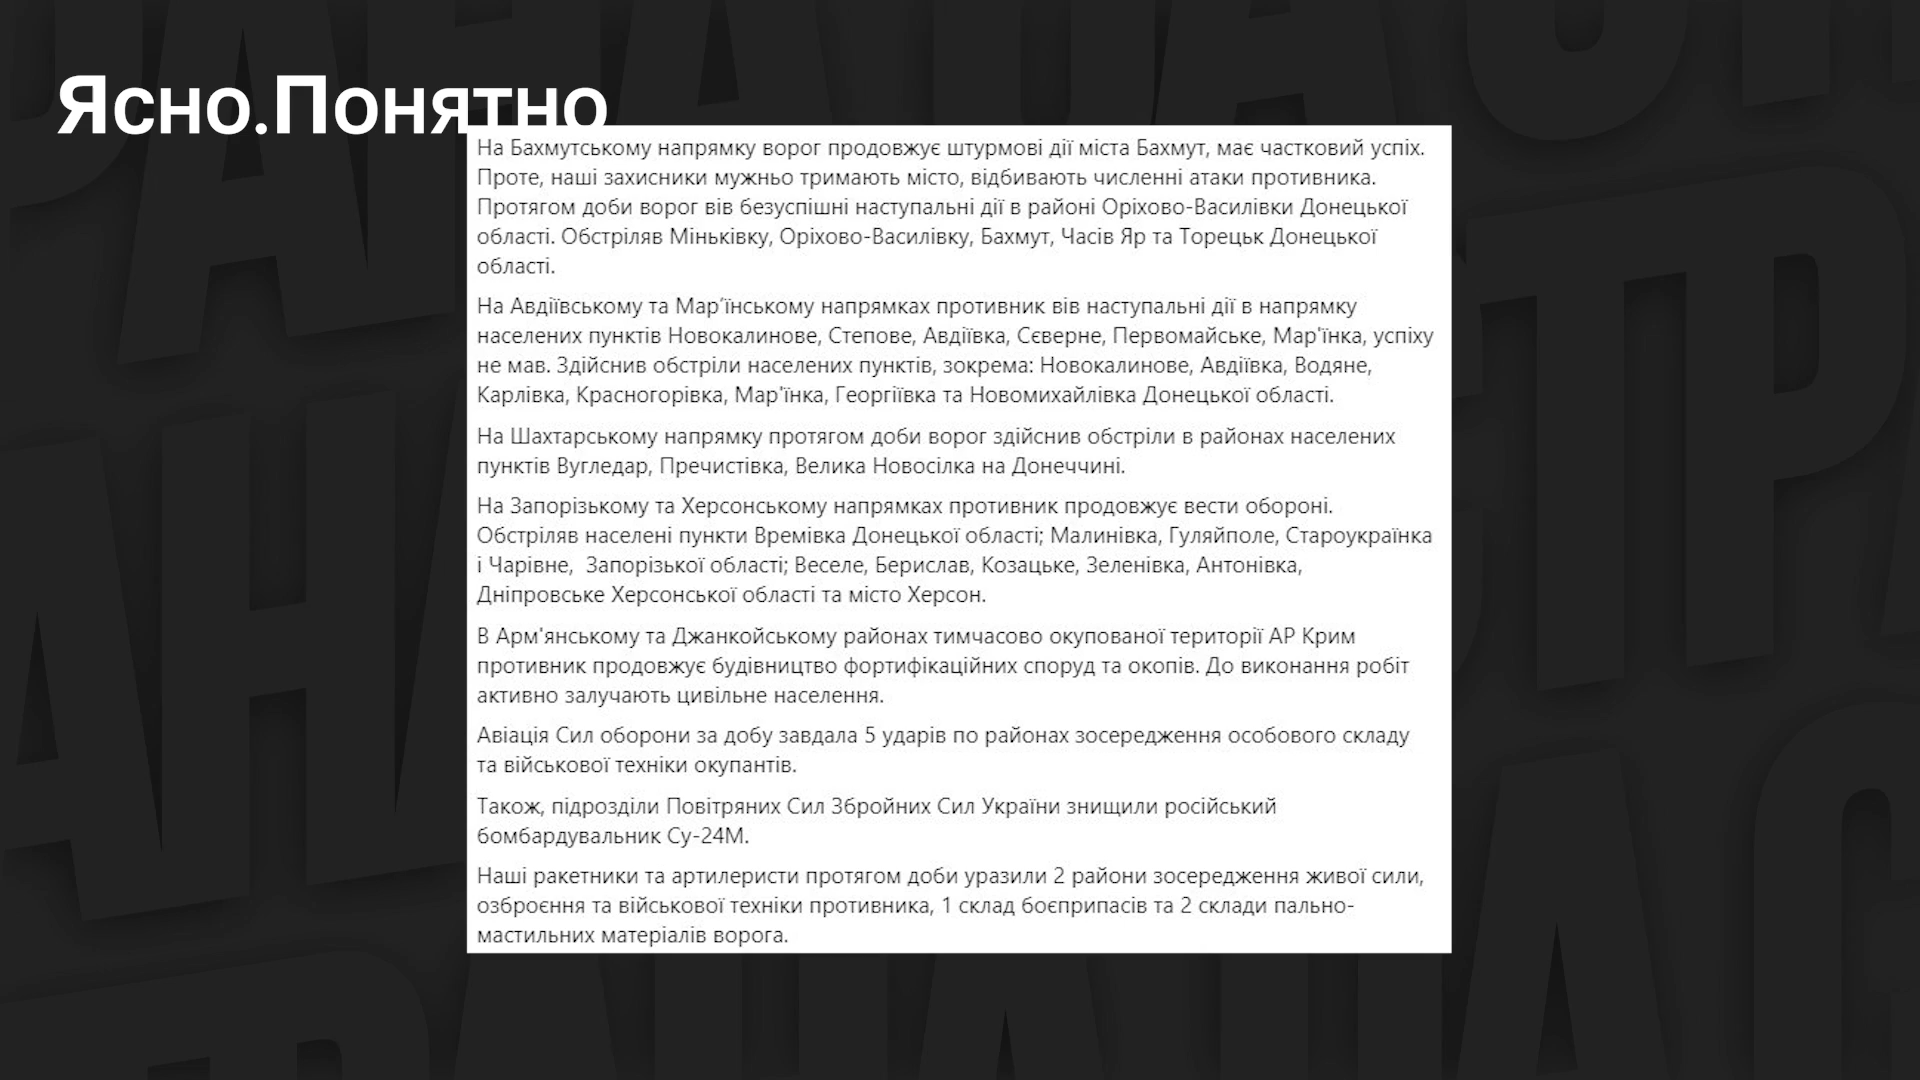 Ясно.Понятно
На Бахмутському напрямку ворог продовжує штурмові дії міста Бахмут, має частковий успіх.
Проте, наші захисники мужньо тримають місто, відбивають численні атаки противника.
Протягом доби ворог вів безуспішні наступальні дії в районі Оріхово-Василівки Донецької
області. Обстріляв Міньківку, Оріхово-Василівку, Бахмут, Часів Яр та Торецьк Донецької
області.
На Авдіївському та Мар’їнському напрямках противник вів наступальні дії в напрямку
населених пунктів Новокалинове, Степове, Авдіївка, Сєверне, Первомайське, Мар'їнка, успіху
не мав. Здійснив обстріли населених пунктів, зокрема: Новокалинове, Авдіївка, Водяне,
Карлівка, Красногорівка, Мар'їнка, Георгіївка та Новомихайлівка Донецької області.
На Шахтарському напрямку протягом доби ворог здійснив обстріли в районах населених
пунктів Вугледар, Пречистівка, Велика Новосілка на Донеччині.
На Запорізькому та Херсонському напрямках противник продовжує вести обороні.
Обстріляв населені пункти Времівка Донецької області; Малинівка, Гуляйполе, Староукраїнка
і Чарівне,  Запорізької області; Веселе, Берислав, Козацьке, Зеленівка, Антонівка,
Дніпровське Херсонської області та місто Херсон.
В Арм'янському та Джанкойському районах тимчасово окупованої території АР Крим
противник продовжує будівництво фортифікаційних споруд та окопів. До виконання робіт
активно залучають цивільне населення.
Авіація Сил оборони за добу завдала 5 ударів по районах зосередження особового складу
та військової техніки окупантів.
Також, підрозділи Повітряних Сил Збройних Сил України знищили російський
бомбардувальник Су-24М.
Наші ракетники та артилеристи протягом доби уразили 2 райони зосередження живої сили,
озброєння та військової техніки противника, 1 склад боєприпасів та 2 склади пально-
мастильних матеріалів ворога.